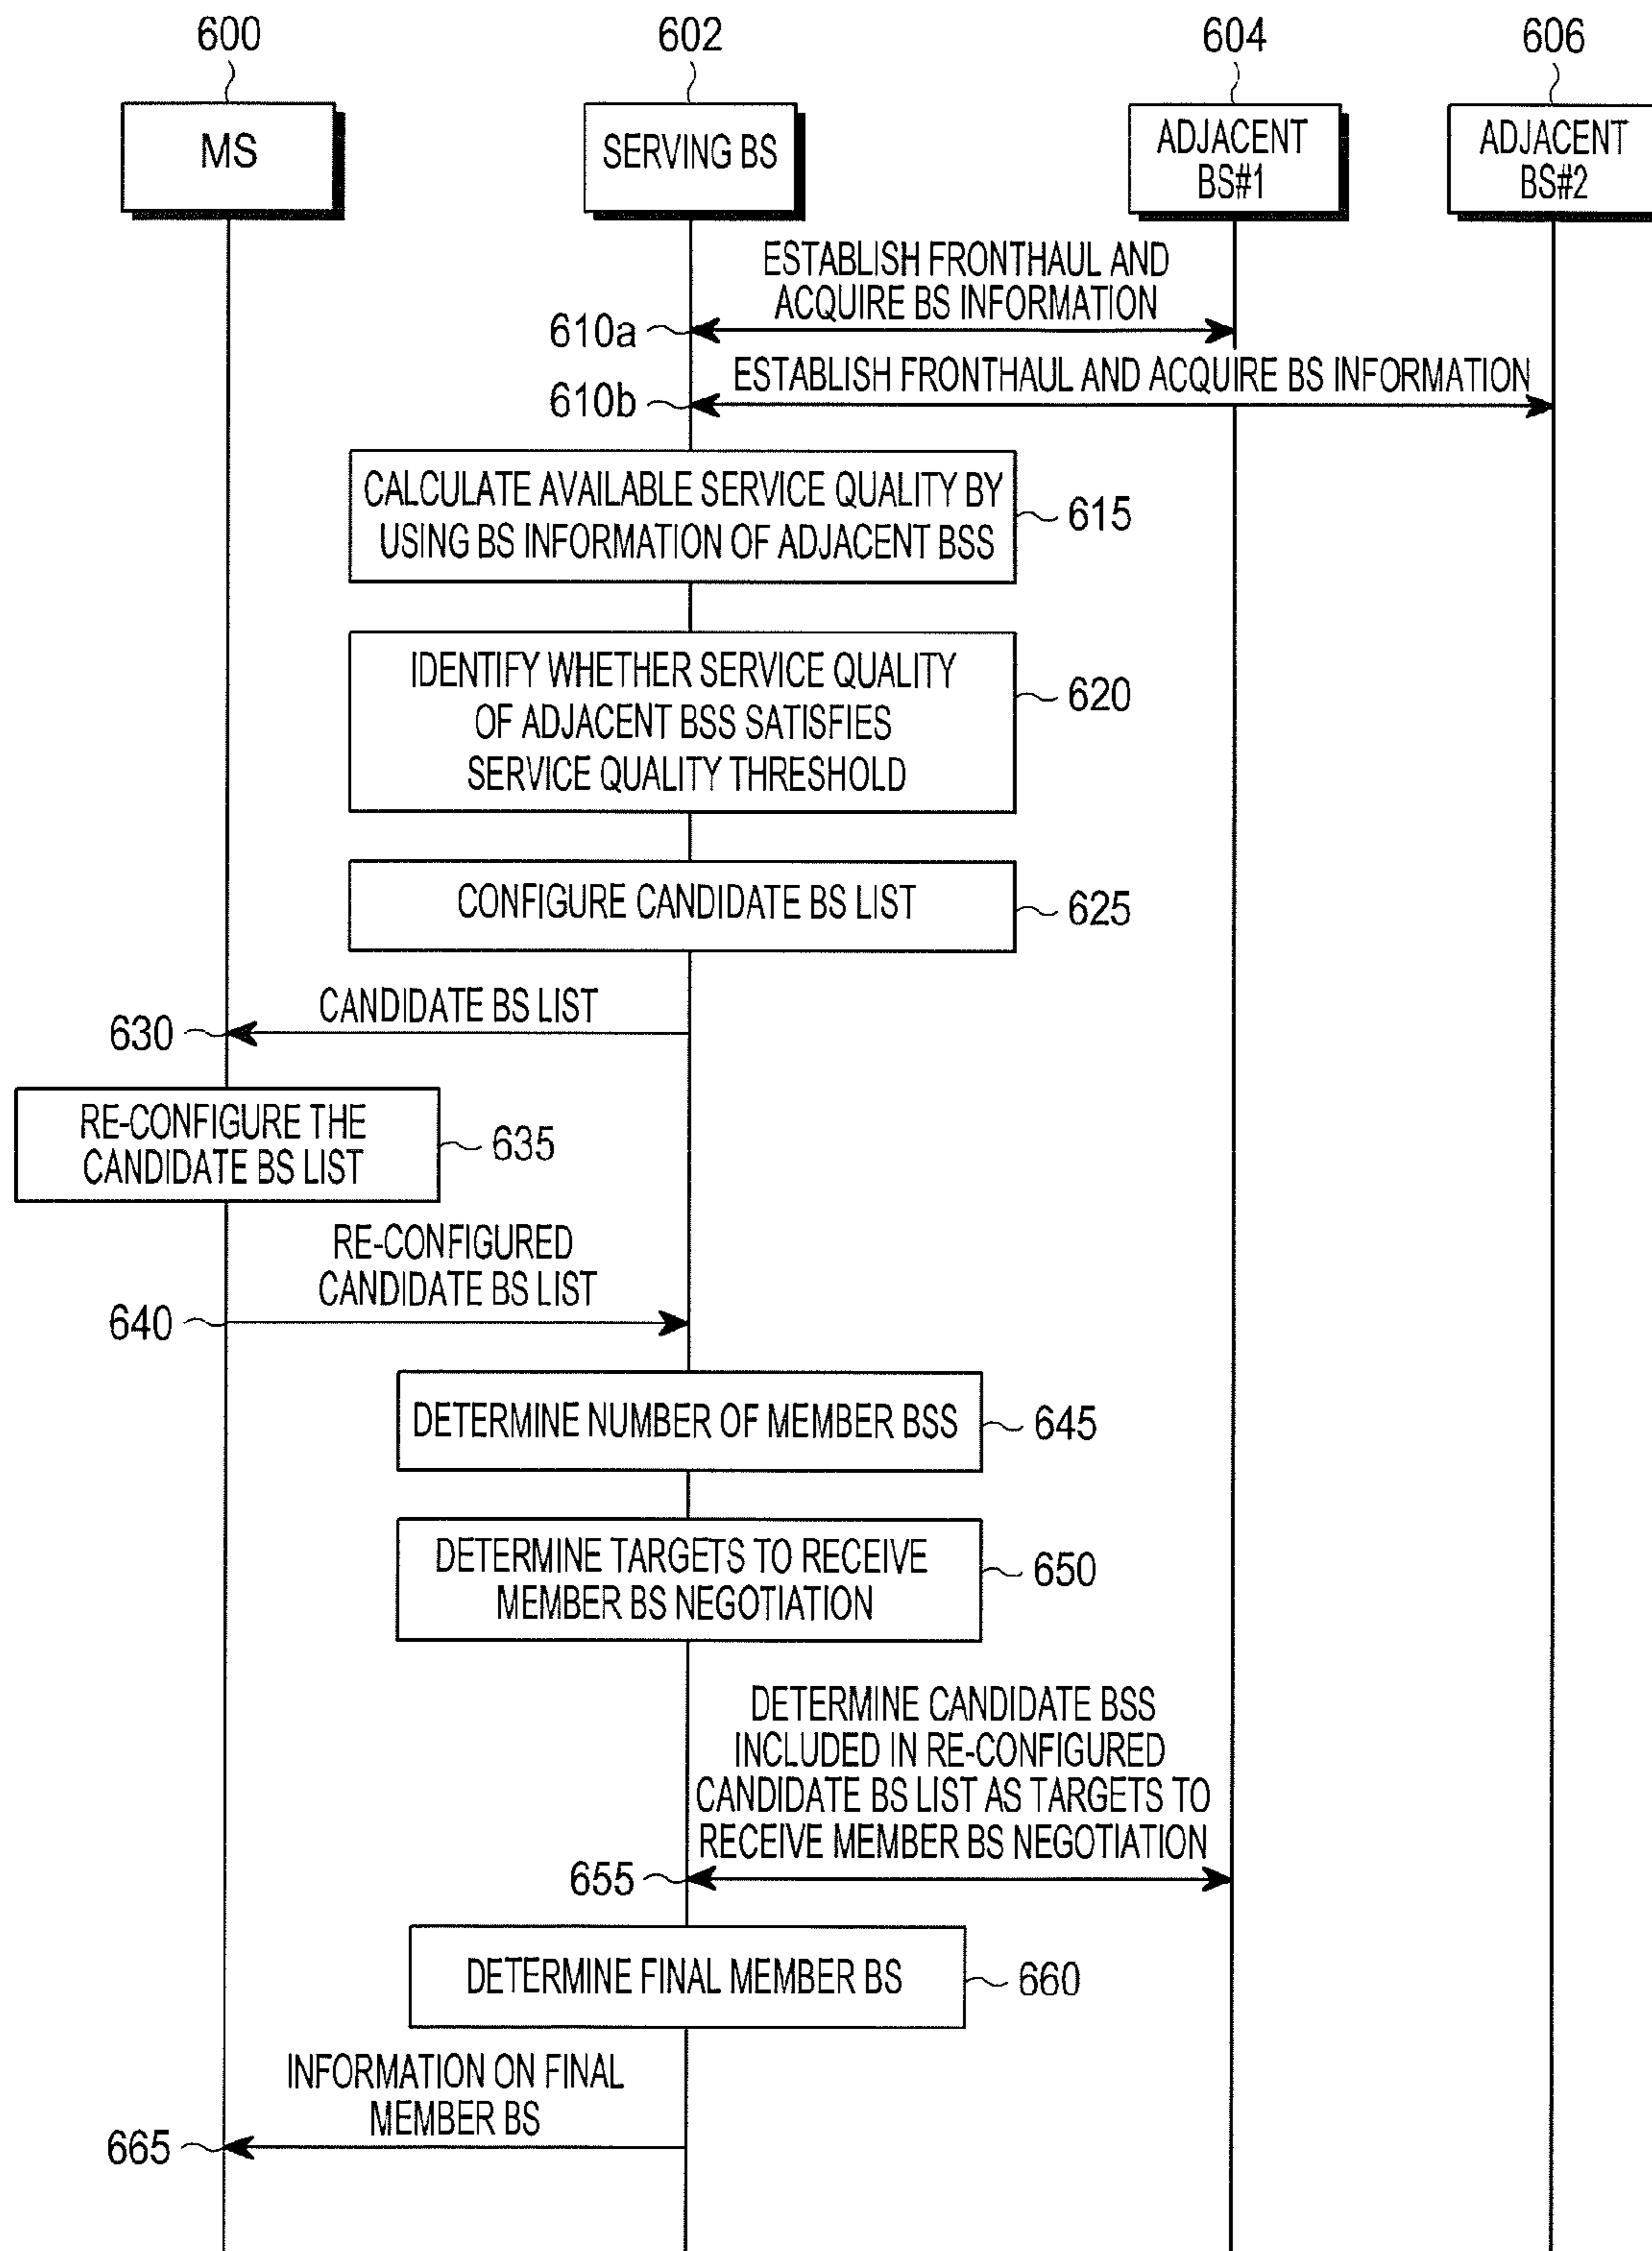 600
602
604
606
MS
SERVING BS
ADJACENT
BS#1
ADJACENT
BS#2
ESTABLISH FRONTHAUL AND
ACQUIRE BS INFORMATION
610a
ESTABLISH FRONTHAUL AND ACQUIRE BS INFORMATION
610b
CALCULATE AVAILABLE SERVICE QUALITY BY
USING BS INFORMATION OF ADJACENT BSS
615
IDENTIFY WHETHER SERVICE QUALITY
OF ADJACENT BSS SATISFIES
SERVICE QUALITY THRESHOLD
620
CONFIGURE CANDIDATE BS LIST
625
CANDIDATE BS LIST
630
RE-CONFIGURE THE
CANDIDATE BS LIST
635
RE-CONFIGURED
CANDIDATE BS LIST
640
DETERMINE NUMBER OF MEMBER BSS
645
DETERMINE TARGETS TO RECEIVE
MEMBER BS NEGOTIATION
650
DETERMINE CANDIDATE BSS
INCLUDED IN RE-CONFIGURED
CANDIDATE BS LIST AS TARGETS TO
RECEIVE MEMBER BS NEGOTIATION
655
DETERMINE FINAL MEMBER BS
660
INFORMATION ON FINAL
MEMBER BS
665